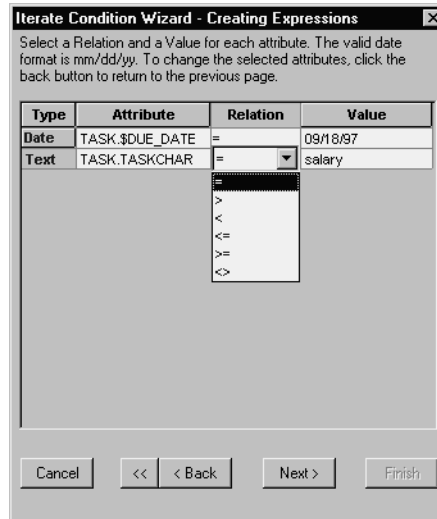 Iterate Condition Wizard - Creating Expressions
Select a Relation and a Value for each attribute. The valid date
format is mm/dd/yy. To change the selected attributes, click the
back button to return to the previous page.
Type Attribute Relation Value
Date TASK.$DUE_DATE = 09/18/97
Text TASK.TASKCHAR = salary
=
>
<
<=
>=
<>
Cancel << < Back Next > Finish